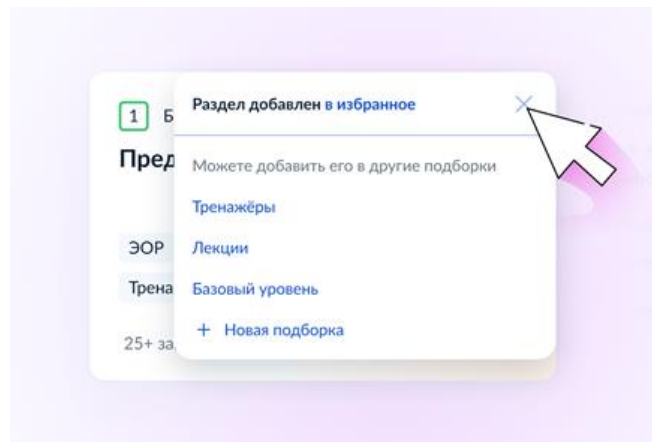 Раздел добавлен в избранное
1 Б
Пред
Можете добавить его в другие подборки
Тренажёры
ЭОР
Лекции
Трена
Базовый уровень
+ Новая подборка
25+ за